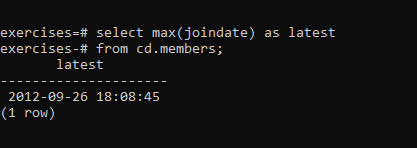 exercises=# select max(joindate) as latest
exercises-# from cd.members;
       latest
---------------------
 2012-09-26 18:08:45
(1 row)